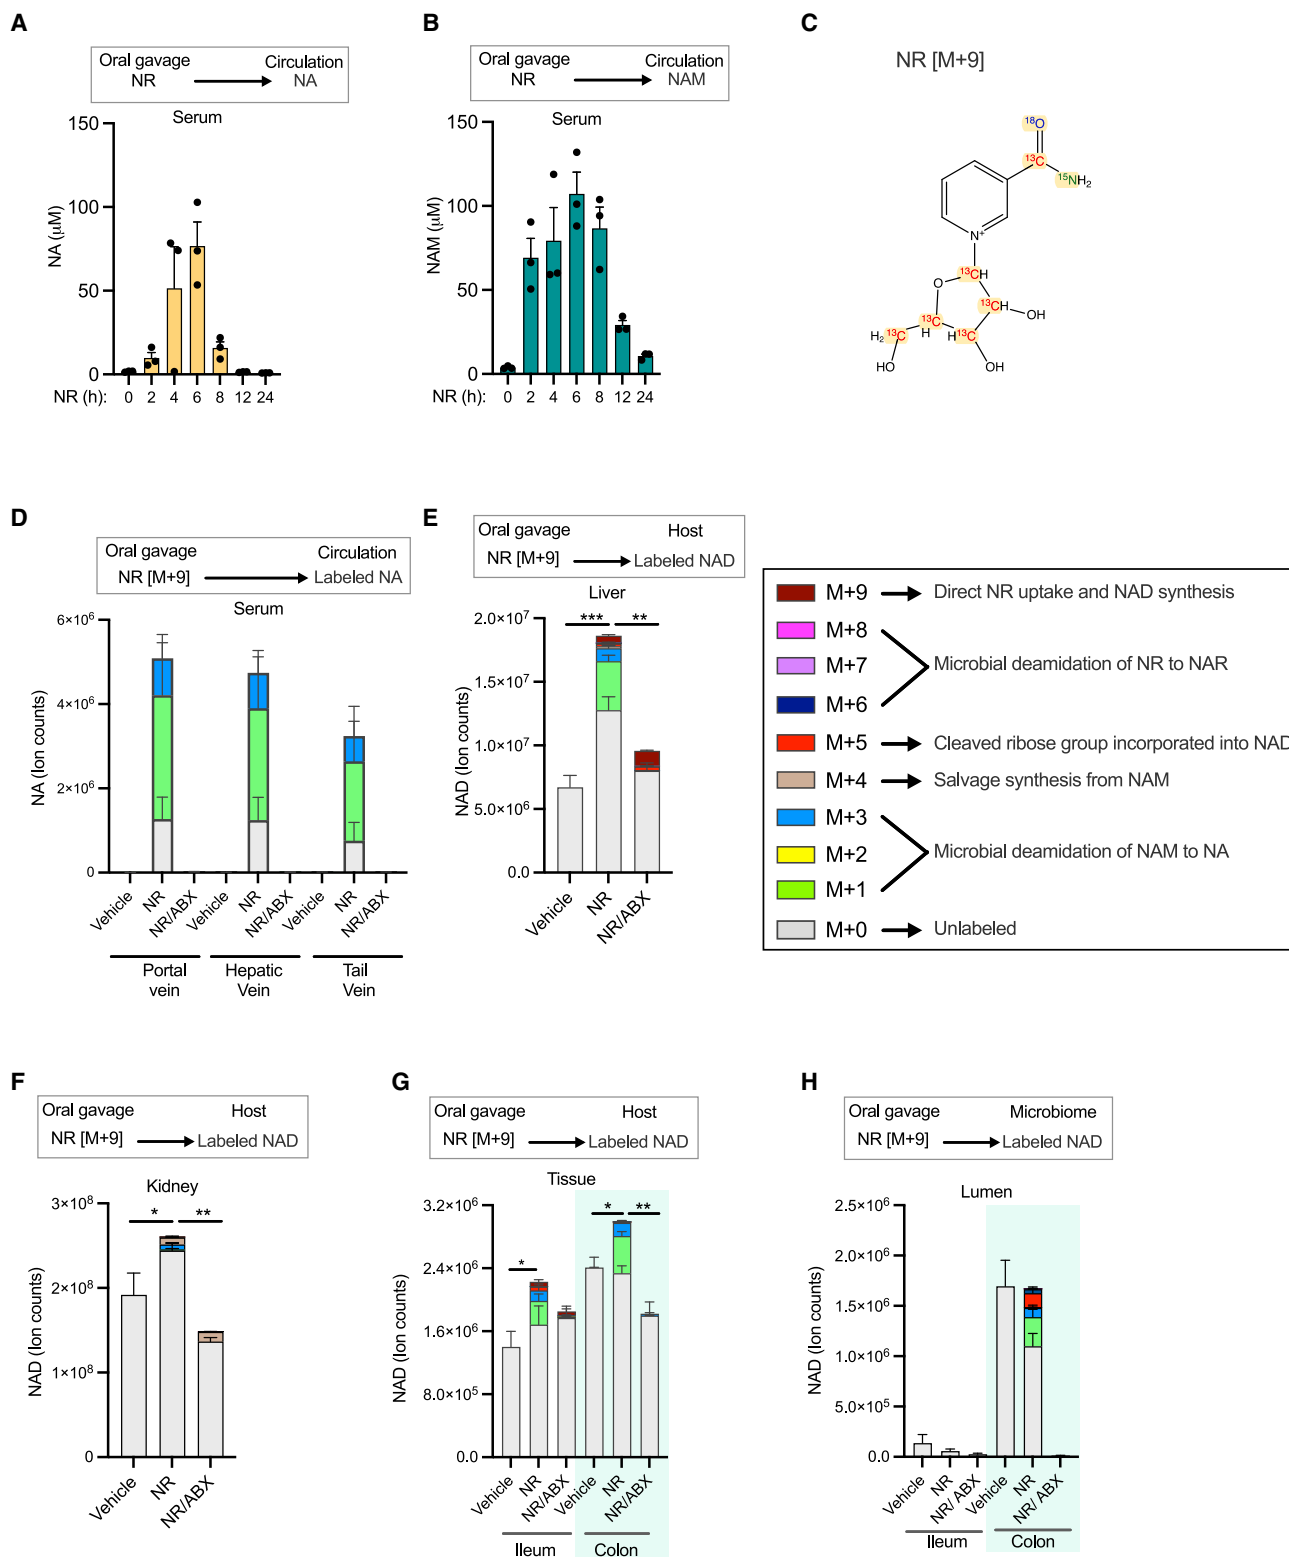 A
Oral gavage Circulation
NR NA
Serum
NA (μM)
150
100
50
0
NR (h): 0 2 4 6 8 12 24
B
Oral gavage Circulation
NR NAM
Serum
NAM (μM)
150
100
50
0
NR (h): 0 2 4 6 8 12 24
C
NR [M+9]
18O
13C
15NH2
N+
13CH
O
13CH
OH
13C
H
H13C
H2 13C
HO
OH
D
Oral gavage Circulation
NR [M+9] Labeled NA
Serum
NA (Ion counts)
6×10^6
4×10^6
2×10^6
0
Vehicle NR NR/ABX Vehicle NR NR/ABX Vehicle NR NR/ABX
Portal vein
Hepatic Vein
Tail Vein
E
Oral gavage Host
NR [M+9] Labeled NAD
Liver
*** **
NAD (Ion counts)
2.0×10^7
1.5×10^7
1.0×10^7
5.0×10^6
0.0
Vehicle NR NR/ABX
M+9 Direct NR uptake and NAD synthesis
M+8
M+7 Microbial deamidation of NR to NAR
M+6
M+5 Cleaved ribose group incorporated into NAD
M+4 Salvage synthesis from NAM
M+3
M+2 Microbial deamidation of NAM to NA
M+1
M+0 Unlabeled
F
Oral gavage Host
NR [M+9] Labeled NAD
Kidney
* **
NAD (Ion counts)
3×10^8
2×10^8
1×10^8
0
Vehicle NR NR/ABX
G
Oral gavage Host
NR [M+9] Labeled NAD
Tissue
* * **
NAD (Ion counts)
3.2×10^6
2.4×10^6
1.6×10^6
8.0×10^5
0.0
Vehicle NR NR/ABX Vehicle NR NR/ABX
Ileum Colon
H
Oral gavage Microbiome
NR [M+9] Labeled NAD
Lumen
NAD (Ion counts)
2.5×10^6
2.0×10^6
1.5×10^6
1.0×10^6
5.0×10^5
0.0
Vehicle NR NR/ ABX Vehicle NR NR/ ABX
Ileum Colon